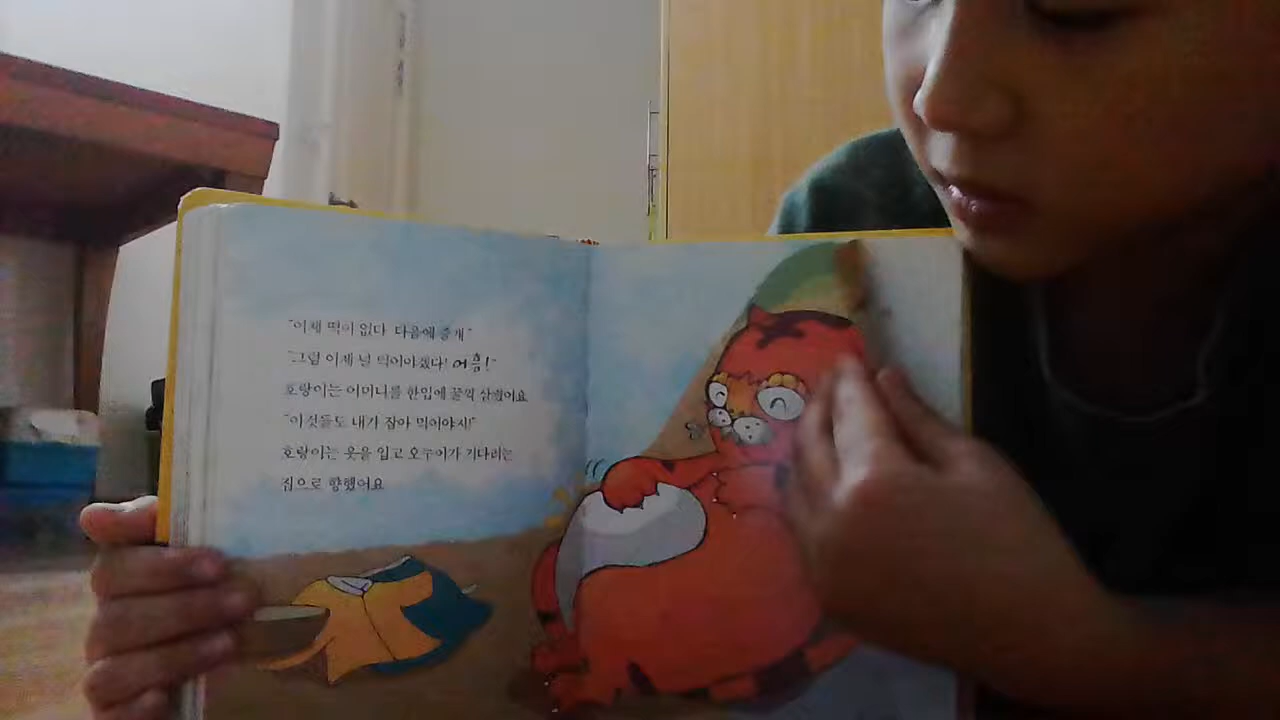 "이제 떡이 없다 다음에 줄게"
"그럼 이제 널 먹어야겠다! 어흥!"
호랑이는 어머니를 한입에 꿀꺽 삼켰어요
"이것들도 내가 잡아 먹어야지!"
호랑이는 옷을 입고 오누이가 기다리는
집으로 향했어요